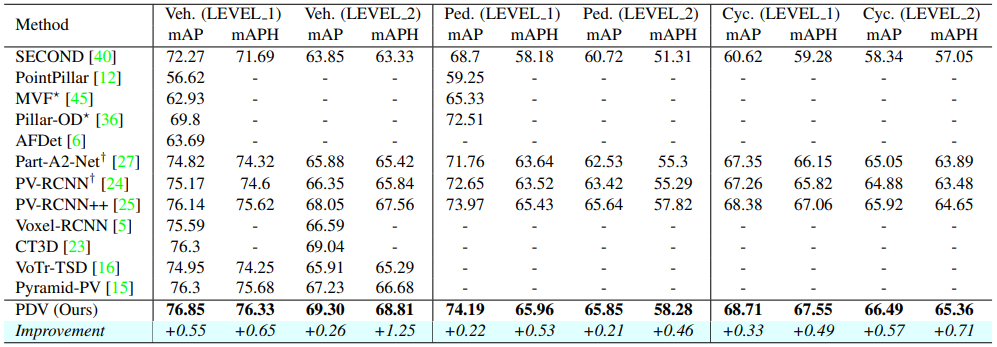 Method Veh. (LEVEL_1) Veh. (LEVEL_2) Ped. (LEVEL_1) Ped. (LEVEL_2) Cyc. (LEVEL_1) Cyc. (LEVEL_2)
mAP mAPH mAP mAPH mAP mAPH mAP mAPH mAP mAPH mAP mAPH
SECOND [40] 72.27 71.69 63.85 63.33 68.7 58.18 60.72 51.31 60.62 59.28 58.34 57.05
PointPillar [12] 56.62 - - - 59.25 - - - - - - -
MVF* [45] 62.93 - - - 65.33 - - - - - - -
Pillar-OD* [36] 69.8 - - - 72.51 - - - - - - -
AFDet [6] 63.69 - - - - - - - - - - -
Part-A2-Net† [27] 74.82 74.32 65.88 65.42 71.76 63.64 62.53 55.3 67.35 66.15 65.05 63.89
PV-RCNN† [24] 75.17 74.6 66.35 65.84 72.65 63.52 63.42 55.29 67.26 65.82 64.88 63.48
PV-RCNN++ [25] 76.14 75.62 68.05 67.56 73.97 65.43 65.64 57.82 68.38 67.06 65.92 64.65
Voxel-RCNN [5] 75.59 - 66.59 - - - - - - - - -
CT3D [23] 76.3 - 69.04 - - - - - - - - -
VoTr-TSD [16] 74.95 74.25 65.91 65.29 - - - - - - - -
Pyramid-PV [15] 76.3 75.68 67.23 66.68 - - - - - - - -
PDV (Ours) 76.85 76.33 69.30 68.81 74.19 65.96 65.85 58.28 68.71 67.55 66.49 65.36
Improvement +0.55 +0.65 +0.26 +1.25 +0.22 +0.53 +0.21 +0.46 +0.33 +0.49 +0.57 +0.71